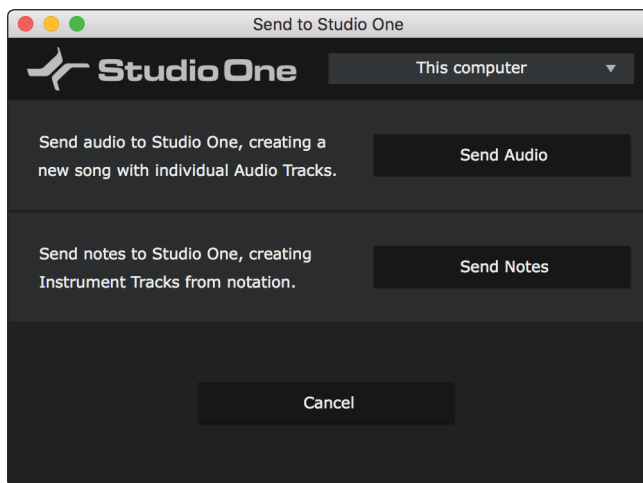 Send to Studio One
Studio One
This computer
Send audio to Studio One, creating a
new song with individual Audio Tracks.
Send Audio
Send notes to Studio One, creating
Instrument Tracks from notation.
Send Notes
Cancel